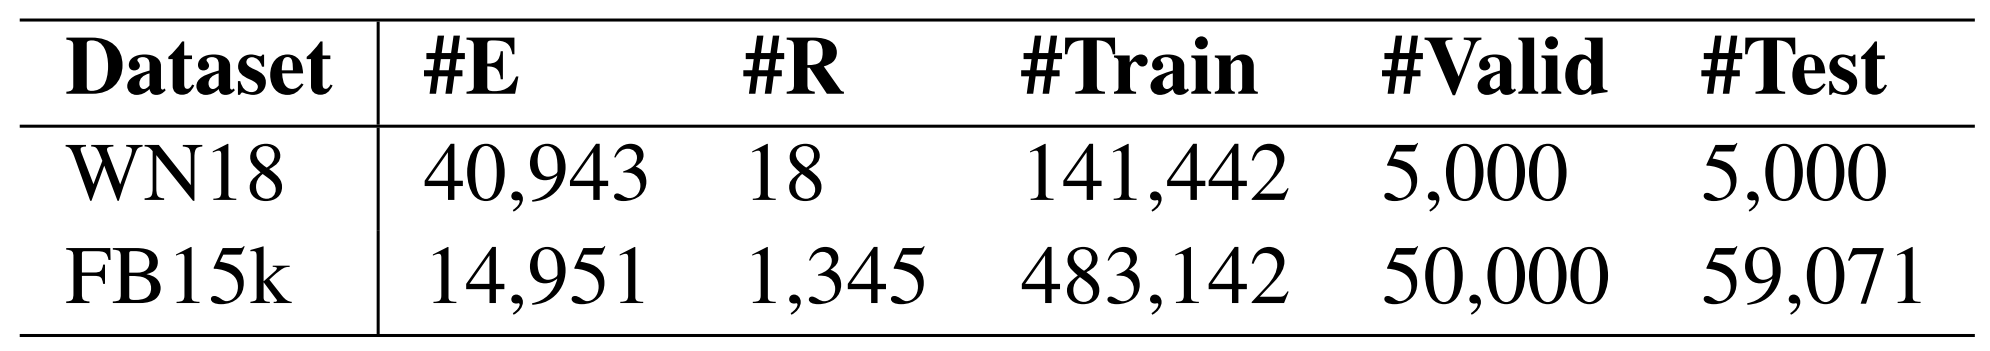 Dataset #E #R #Train #Valid #Test
WN18 40,943 18 141,442 5,000 5,000
FB15k 14,951 1,345 483,142 50,000 59,071